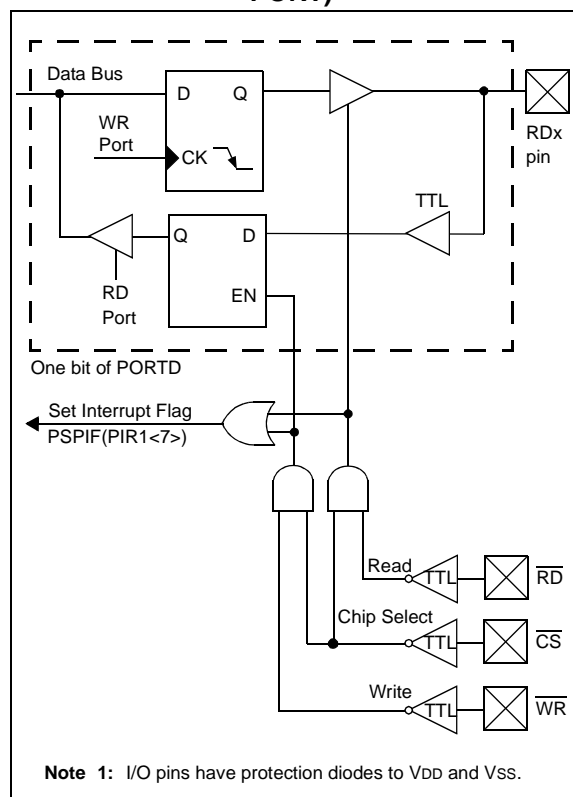 PORT)
Data Bus
D Q
WR
Port
CK
RDx
pin
TTL
Q D
EN
RD
Port
One bit of PORTD
Set Interrupt Flag
PSPIF(PIR1<7>)
Read
TTL
RD
Chip Select
TTL
CS
Write
TTL
WR
Note 1: I/O pins have protection diodes to VDD and VSS.